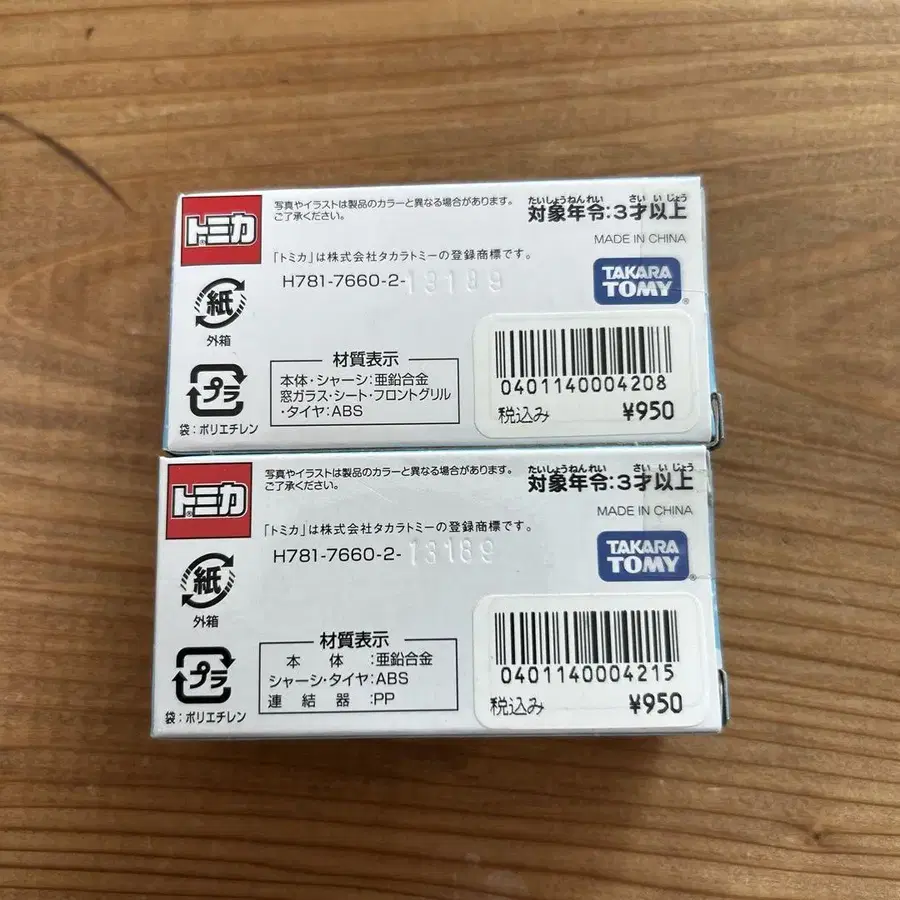 トミカ®
写真やイラストは製品のカラーと異なる場合があります。
ご了承ください。
たいしょうねんれい さいいじょう
対象年令:3才以上
MADE IN CHINA
「トミカ」は株式会社タカラトミーの登録商標です。
H781-7660-2-13189
TAKARA
TOMY®
紙
外箱
プラ
袋:ポリエチレン
材質表示
本体・シャーシ:亜鉛合金
窓ガラス・シート・フロントグリル
・タイヤ:ABS
0401140004208
税込み ¥950
トミカ®
写真やイラストは製品のカラーと異なる場合があります。
ご了承ください。
たいしょうねんれい さいいじょう
対象年令:3才以上
MADE IN CHINA
「トミカ」は株式会社タカラトミーの登録商標です。
H781-7660-2-13189
TAKARA
TOMY®
紙
外箱
プラ
袋:ポリエチレン
材質表示
本体:亜鉛合金
シャーシ・タイヤ:ABS
連結器:PP
0401140004215
税込み ¥950